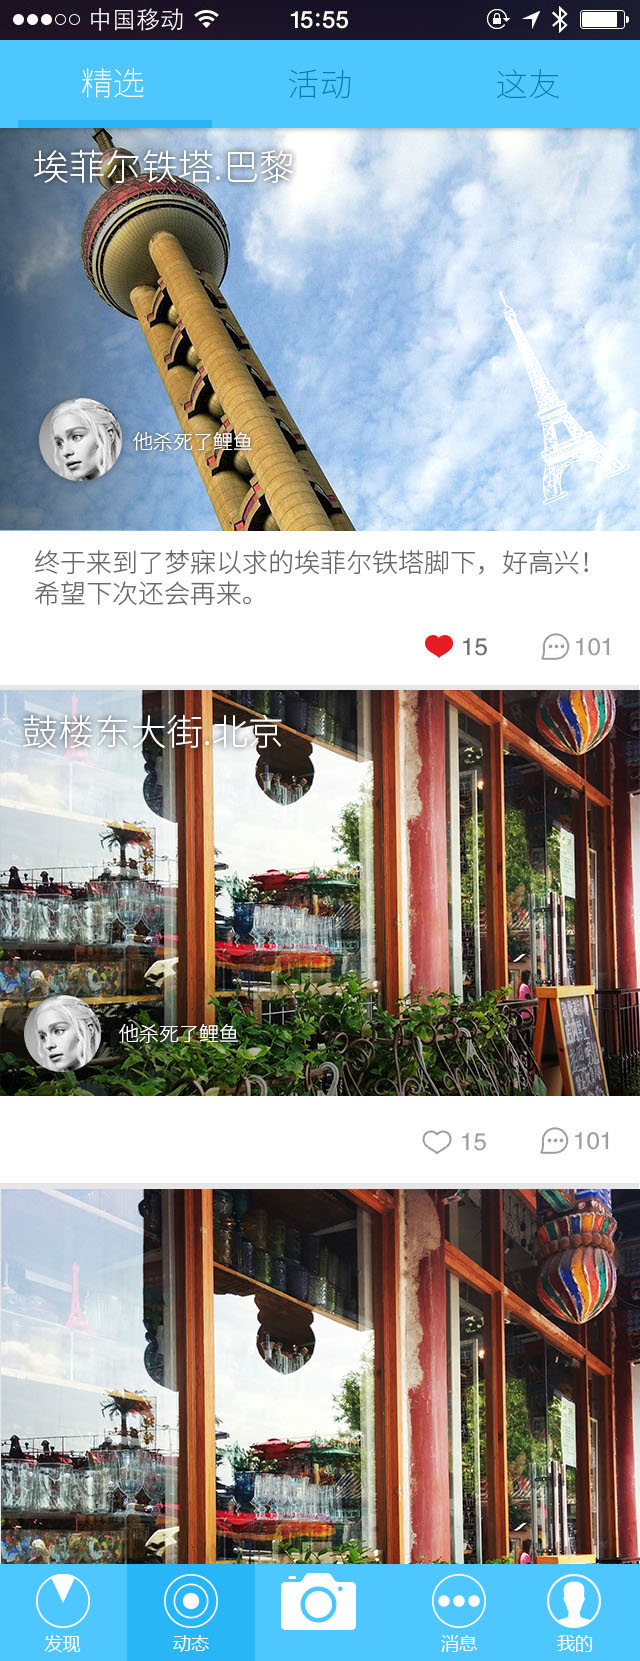 中国移动
15:55
精选
活动
这友
埃菲尔铁塔.巴黎
他杀死了鲤鱼
终于来到了梦寐以求的埃菲尔铁塔脚下，好高兴！
希望下次还会再来。
15
101
鼓楼东大街.北京
他杀死了鲤鱼
15
101
发现
动态
消息
我的